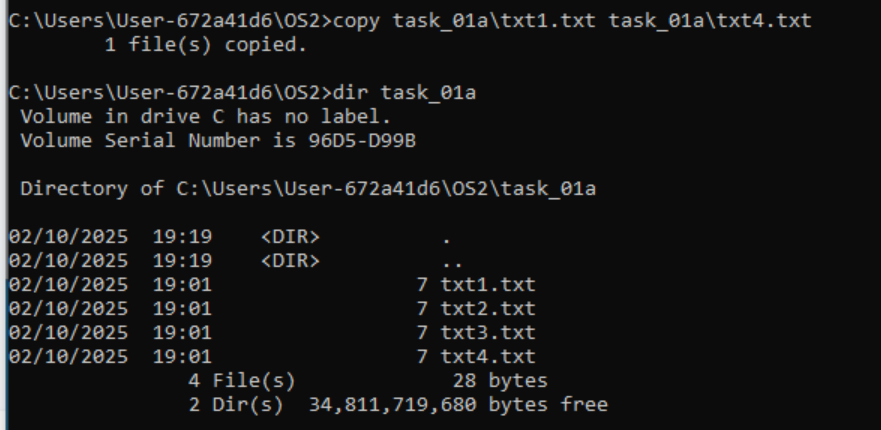 C:\Users\User-672a41d6\OS2>copy task_01a\txt1.txt task_01a\txt4.txt
        1 file(s) copied.
C:\Users\User-672a41d6\OS2>dir task_01a
 Volume in drive C has no label.
 Volume Serial Number is 96D5-D99B
 Directory of C:\Users\User-672a41d6\OS2\task_01a
02/10/2025  19:19    <DIR>          .
02/10/2025  19:19    <DIR>          ..
02/10/2025  19:01                 7 txt1.txt
02/10/2025  19:01                 7 txt2.txt
02/10/2025  19:01                 7 txt3.txt
02/10/2025  19:01                 7 txt4.txt
               4 File(s)             28 bytes
               2 Dir(s)  34,811,719,680 bytes free